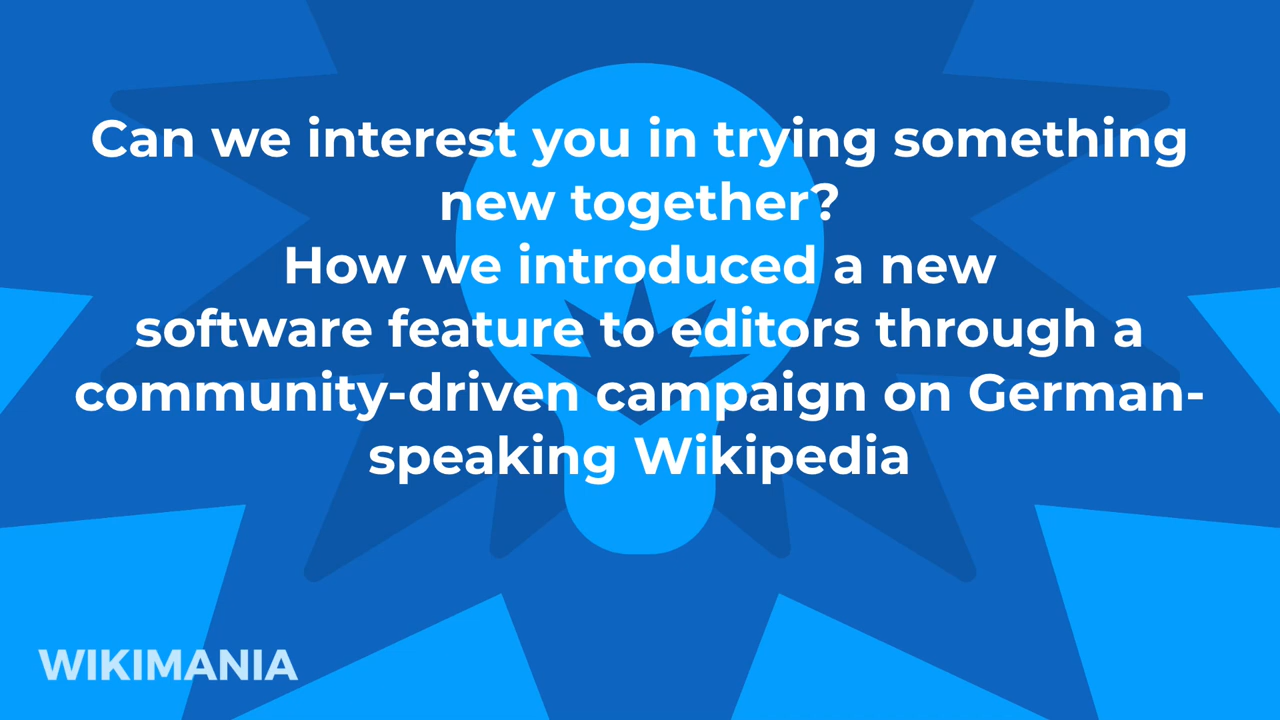 Can we interest you in trying something
new together?
How we introduced a new
software feature to editors through a
community-driven campaign on German-
speaking Wikipedia
WIKIMANIA